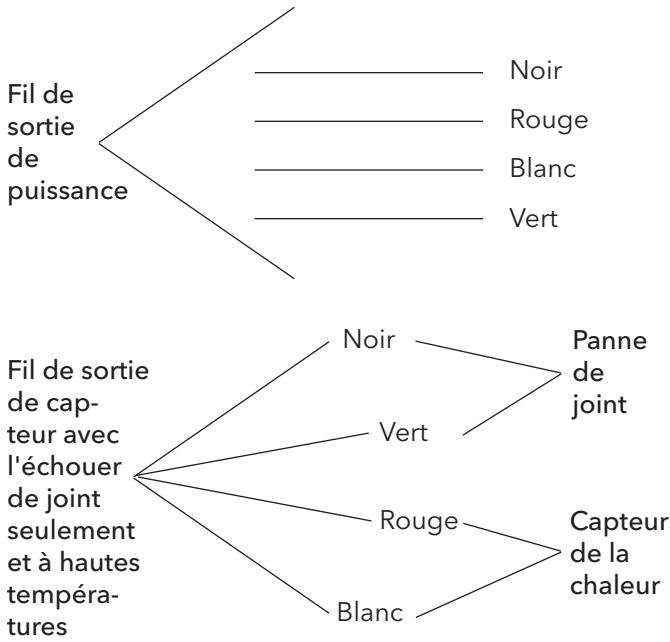 Fil de
sortie
de
puissance
Noir
Rouge
Blanc
Vert
Fil de sortie
de cap-
teur avec
l'échouer
de joint
seulement
et à hautes
tempéra-
tures
Noir
Vert
Rouge
Blanc
Panne
de
joint
Capteur
de la
chaleur